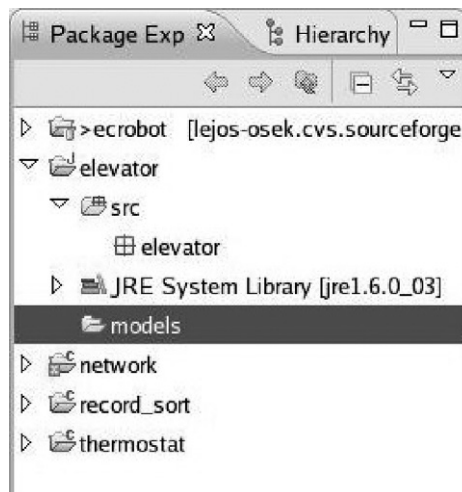 Package Exp Hierarchy
>ecrobot [lejos-osek.cvs.sourceforge
elevator
src
elevator
JRE System Library [jre1.6.0_03]
models
network
record_sort
thermostat